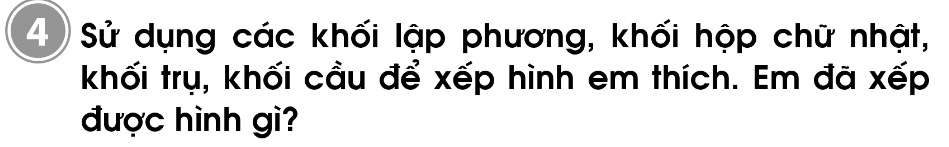 4 Sử dụng các khối lập phương, khối hộp chữ nhật,
khối trụ, khối cầu để xếp hình em thích. Em đã xếp
được hình gì?